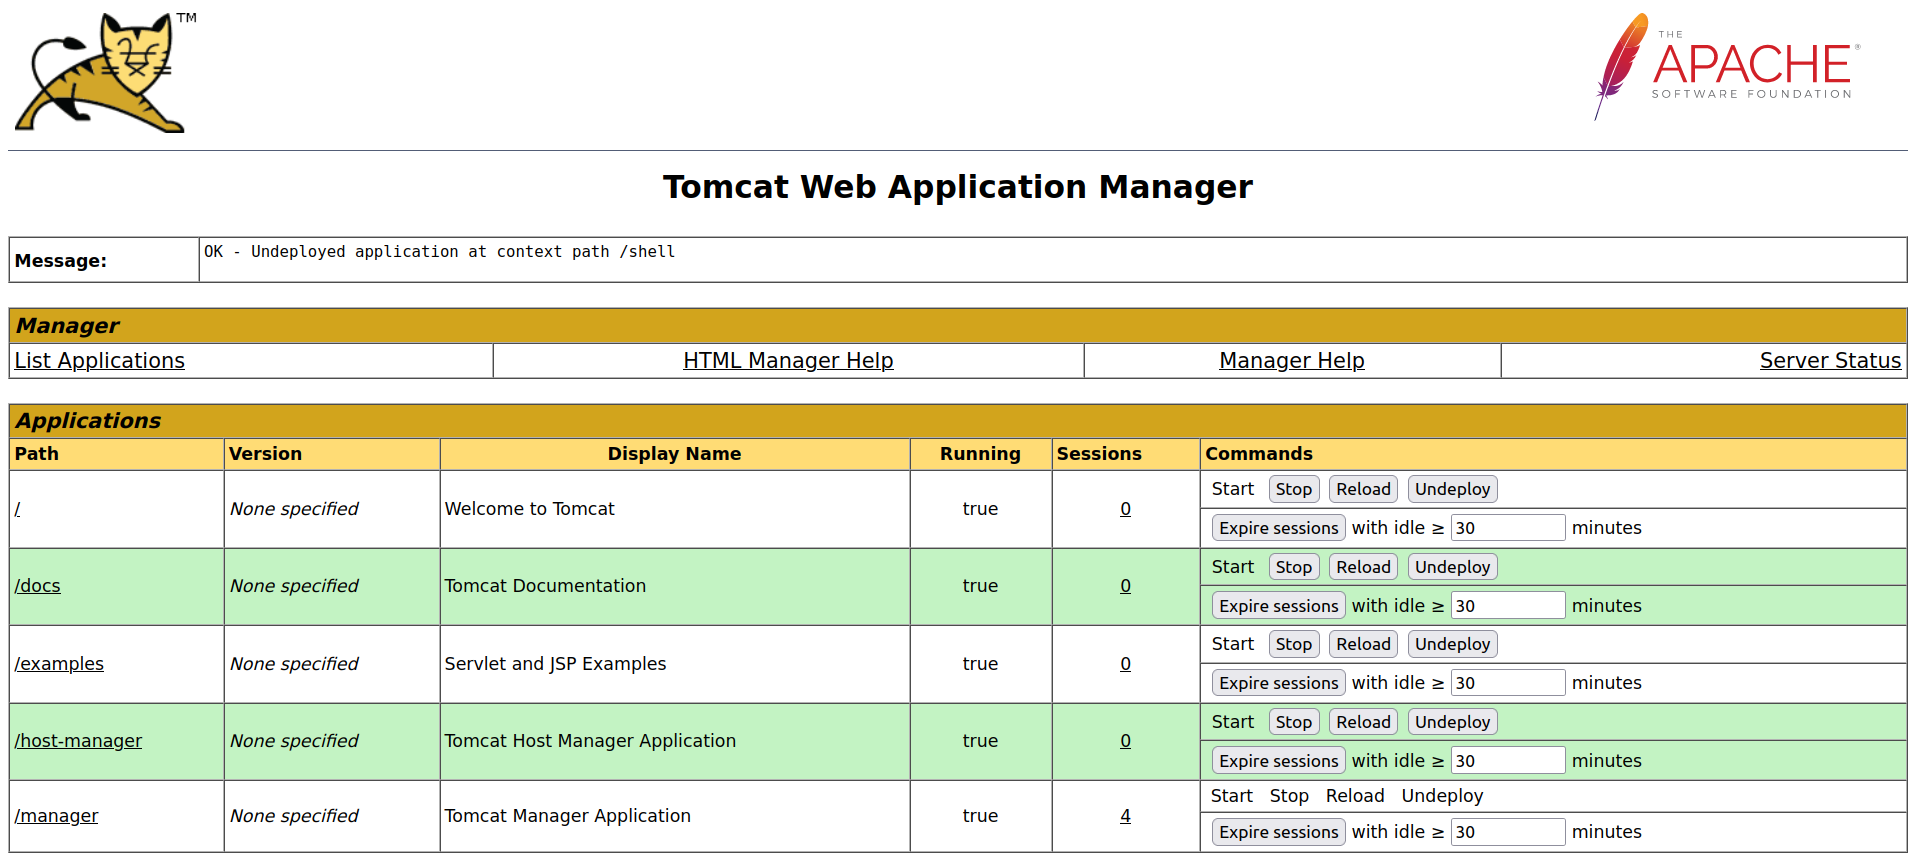 TM
THE
APACHE®
SOFTWARE FOUNDATION
Tomcat Web Application Manager
Message: OK - Undeployed application at context path /shell
Manager
List Applications HTML Manager Help Manager Help Server Status
Applications
Path Version Display Name Running Sessions Commands
/ None specified Welcome to Tomcat true 0 Start Stop Reload Undeploy
Expire sessions with idle ≥ 30 minutes
/docs None specified Tomcat Documentation true 0 Start Stop Reload Undeploy
Expire sessions with idle ≥ 30 minutes
/examples None specified Servlet and JSP Examples true 0 Start Stop Reload Undeploy
Expire sessions with idle ≥ 30 minutes
/host-manager None specified Tomcat Host Manager Application true 0 Start Stop Reload Undeploy
Expire sessions with idle ≥ 30 minutes
/manager None specified Tomcat Manager Application true 4 Start Stop Reload Undeploy
Expire sessions with idle ≥ 30 minutes